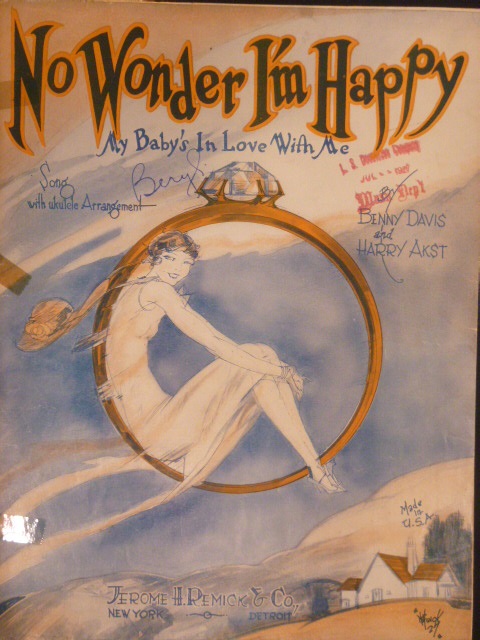 No Wonder I'm Happy
My Baby's In Love With Me
Song
with ukulele Arrangement
Beryl
By
BENNY DAVIS
and
HARRY AKST
Made
in
U.S.A.
JEROME H. REMICK & CO.,
NEW YORK DETROIT